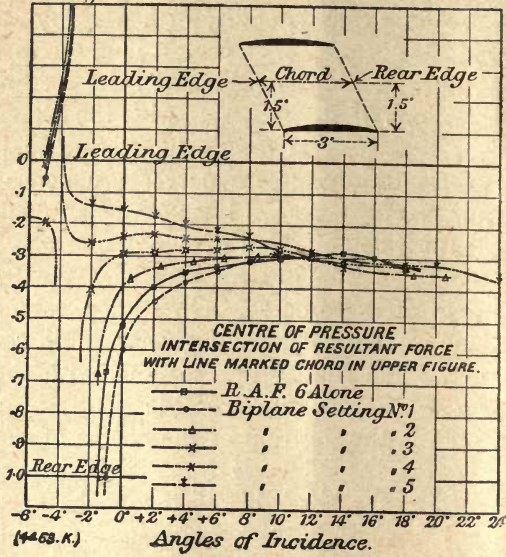 Leading Edge Chord Rear Edge
1.5"
1.5"
3"
Leading Edge
0
·1
·2
·3
·4
·5
·6
·7
·8
·9
1·0
Rear Edge
CENTRE OF PRESSURE
INTERSECTION OF RESULTANT FORCE
WITH LINE MARKED CHORD IN UPPER FIGURE.
R.A.F. 6 Alone
Biplane Setting No. 1
" " " 2
" " " 3
" " " 4
" " " 5
-6° -4° -2° 0° +2° +4° +6° 8° 10° 12° 14° 16° 18° 20° 22° 24°
(4463.K.) Angles of Incidence.